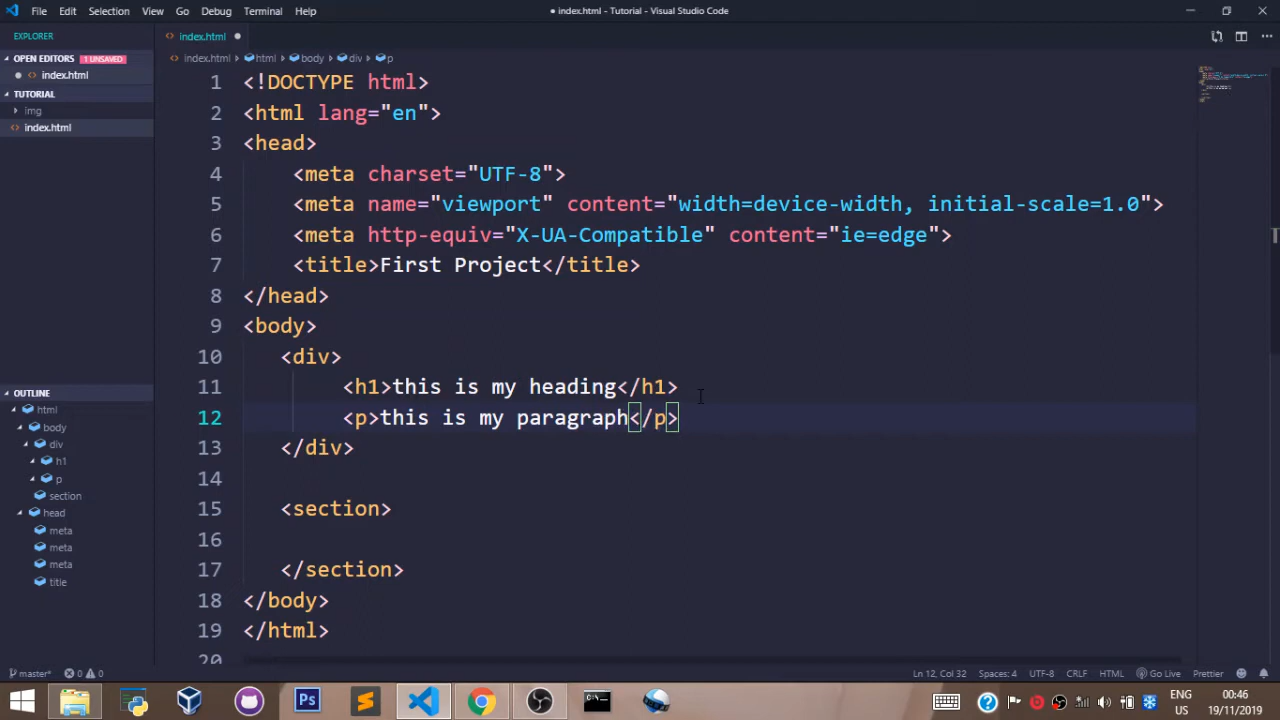 File Edit Selection View Go Debug Terminal Help
● index.html - Tutorial - Visual Studio Code
EXPLORER
OPEN EDITORS 1 UNSAVED
index.html
TUTORIAL
img
index.html
OUTLINE
html
body
div
h1
p
section
head
meta
meta
meta
title
index.html
index.html html body div p
1 <!DOCTYPE html>
2 <html lang="en">
3 <head>
4 <meta charset="UTF-8">
5 <meta name="viewport" content="width=device-width, initial-scale=1.0">
6 <meta http-equiv="X-UA-Compatible" content="ie=edge">
7 <title>First Project</title>
8 </head>
9 <body>
10 <div>
11 <h1>this is my heading</h1>
12 <p>this is my paragraph</p>
13 </div>
14
15 <section>
16
17 </section>
18 </body>
19 </html>
20
master* 0 0 Ln 12, Col 32 Spaces: 4 UTF-8 CRLF HTML Go Live Prettier
Ps
ENG
US
00:46
19/11/2019